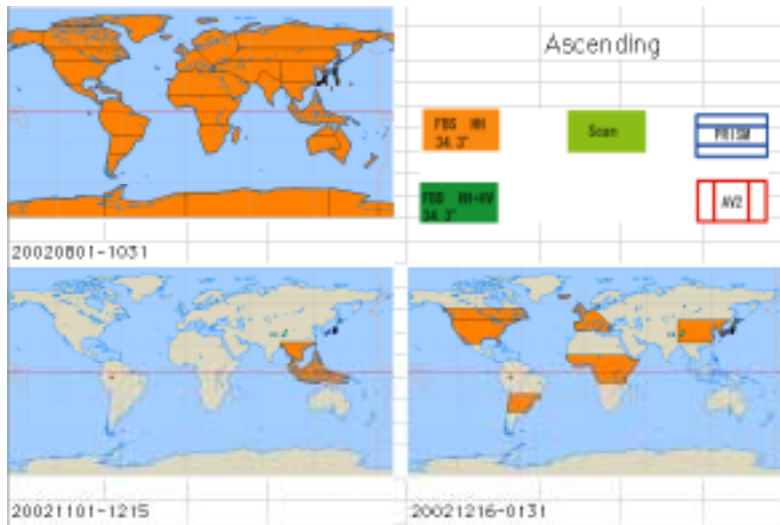 Ascending
FBS HH
34.3°
Scan
PRISM
FBD HH+HV
34.3°
AV2
20020801-1031
20021101-1215
20021216-0131